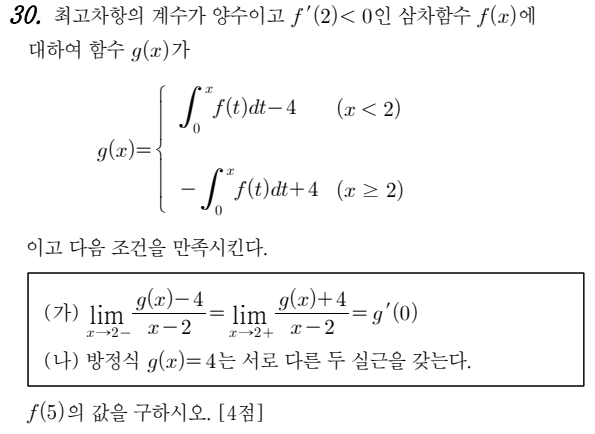 30. 최고차항의 계수가 양수이고 f′(2)< 0인 삼차함수 f(x)에
대하여 함수 g(x)가
g(x)= { ∫₀ˣ f(t)dt−4 (x < 2)
−∫₀ˣ f(t)dt+4 (x ≥ 2)
이고 다음 조건을 만족시킨다.
(가) lim_{x→2−} (g(x)−4)/(x−2) = lim_{x→2+} (g(x)+4)/(x−2) = g′(0)
(나) 방정식 g(x)=4는 서로 다른 두 실근을 갖는다.
f(5)의 값을 구하시오. [4점]